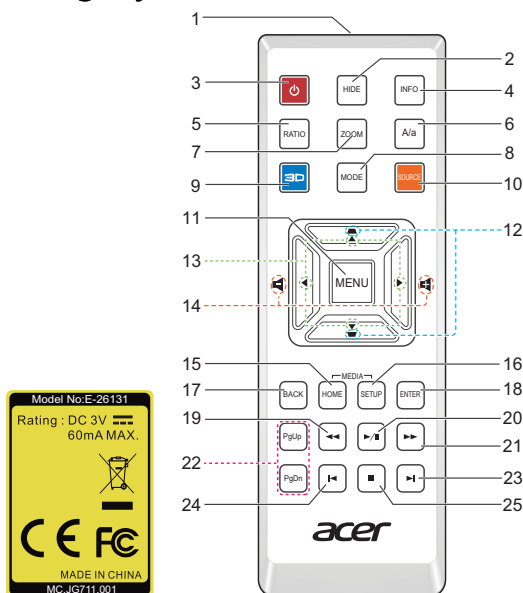 1
2
3
HIDE
INFO
4
5
RATIO
ZOOM
A/a
6
7
8
3D
MODE
SOURCE
9
10
11
12
13
MENU
14
15
MEDIA
16
17
BACK
HOME
SETUP
ENTER
18
19
20
PgUp
21
22
PgDn
23
24
25
acer
Model No:E-26131
Rating : DC 3V
60mA MAX.
CE FC
MADE IN CHINA
MC.JG711.001